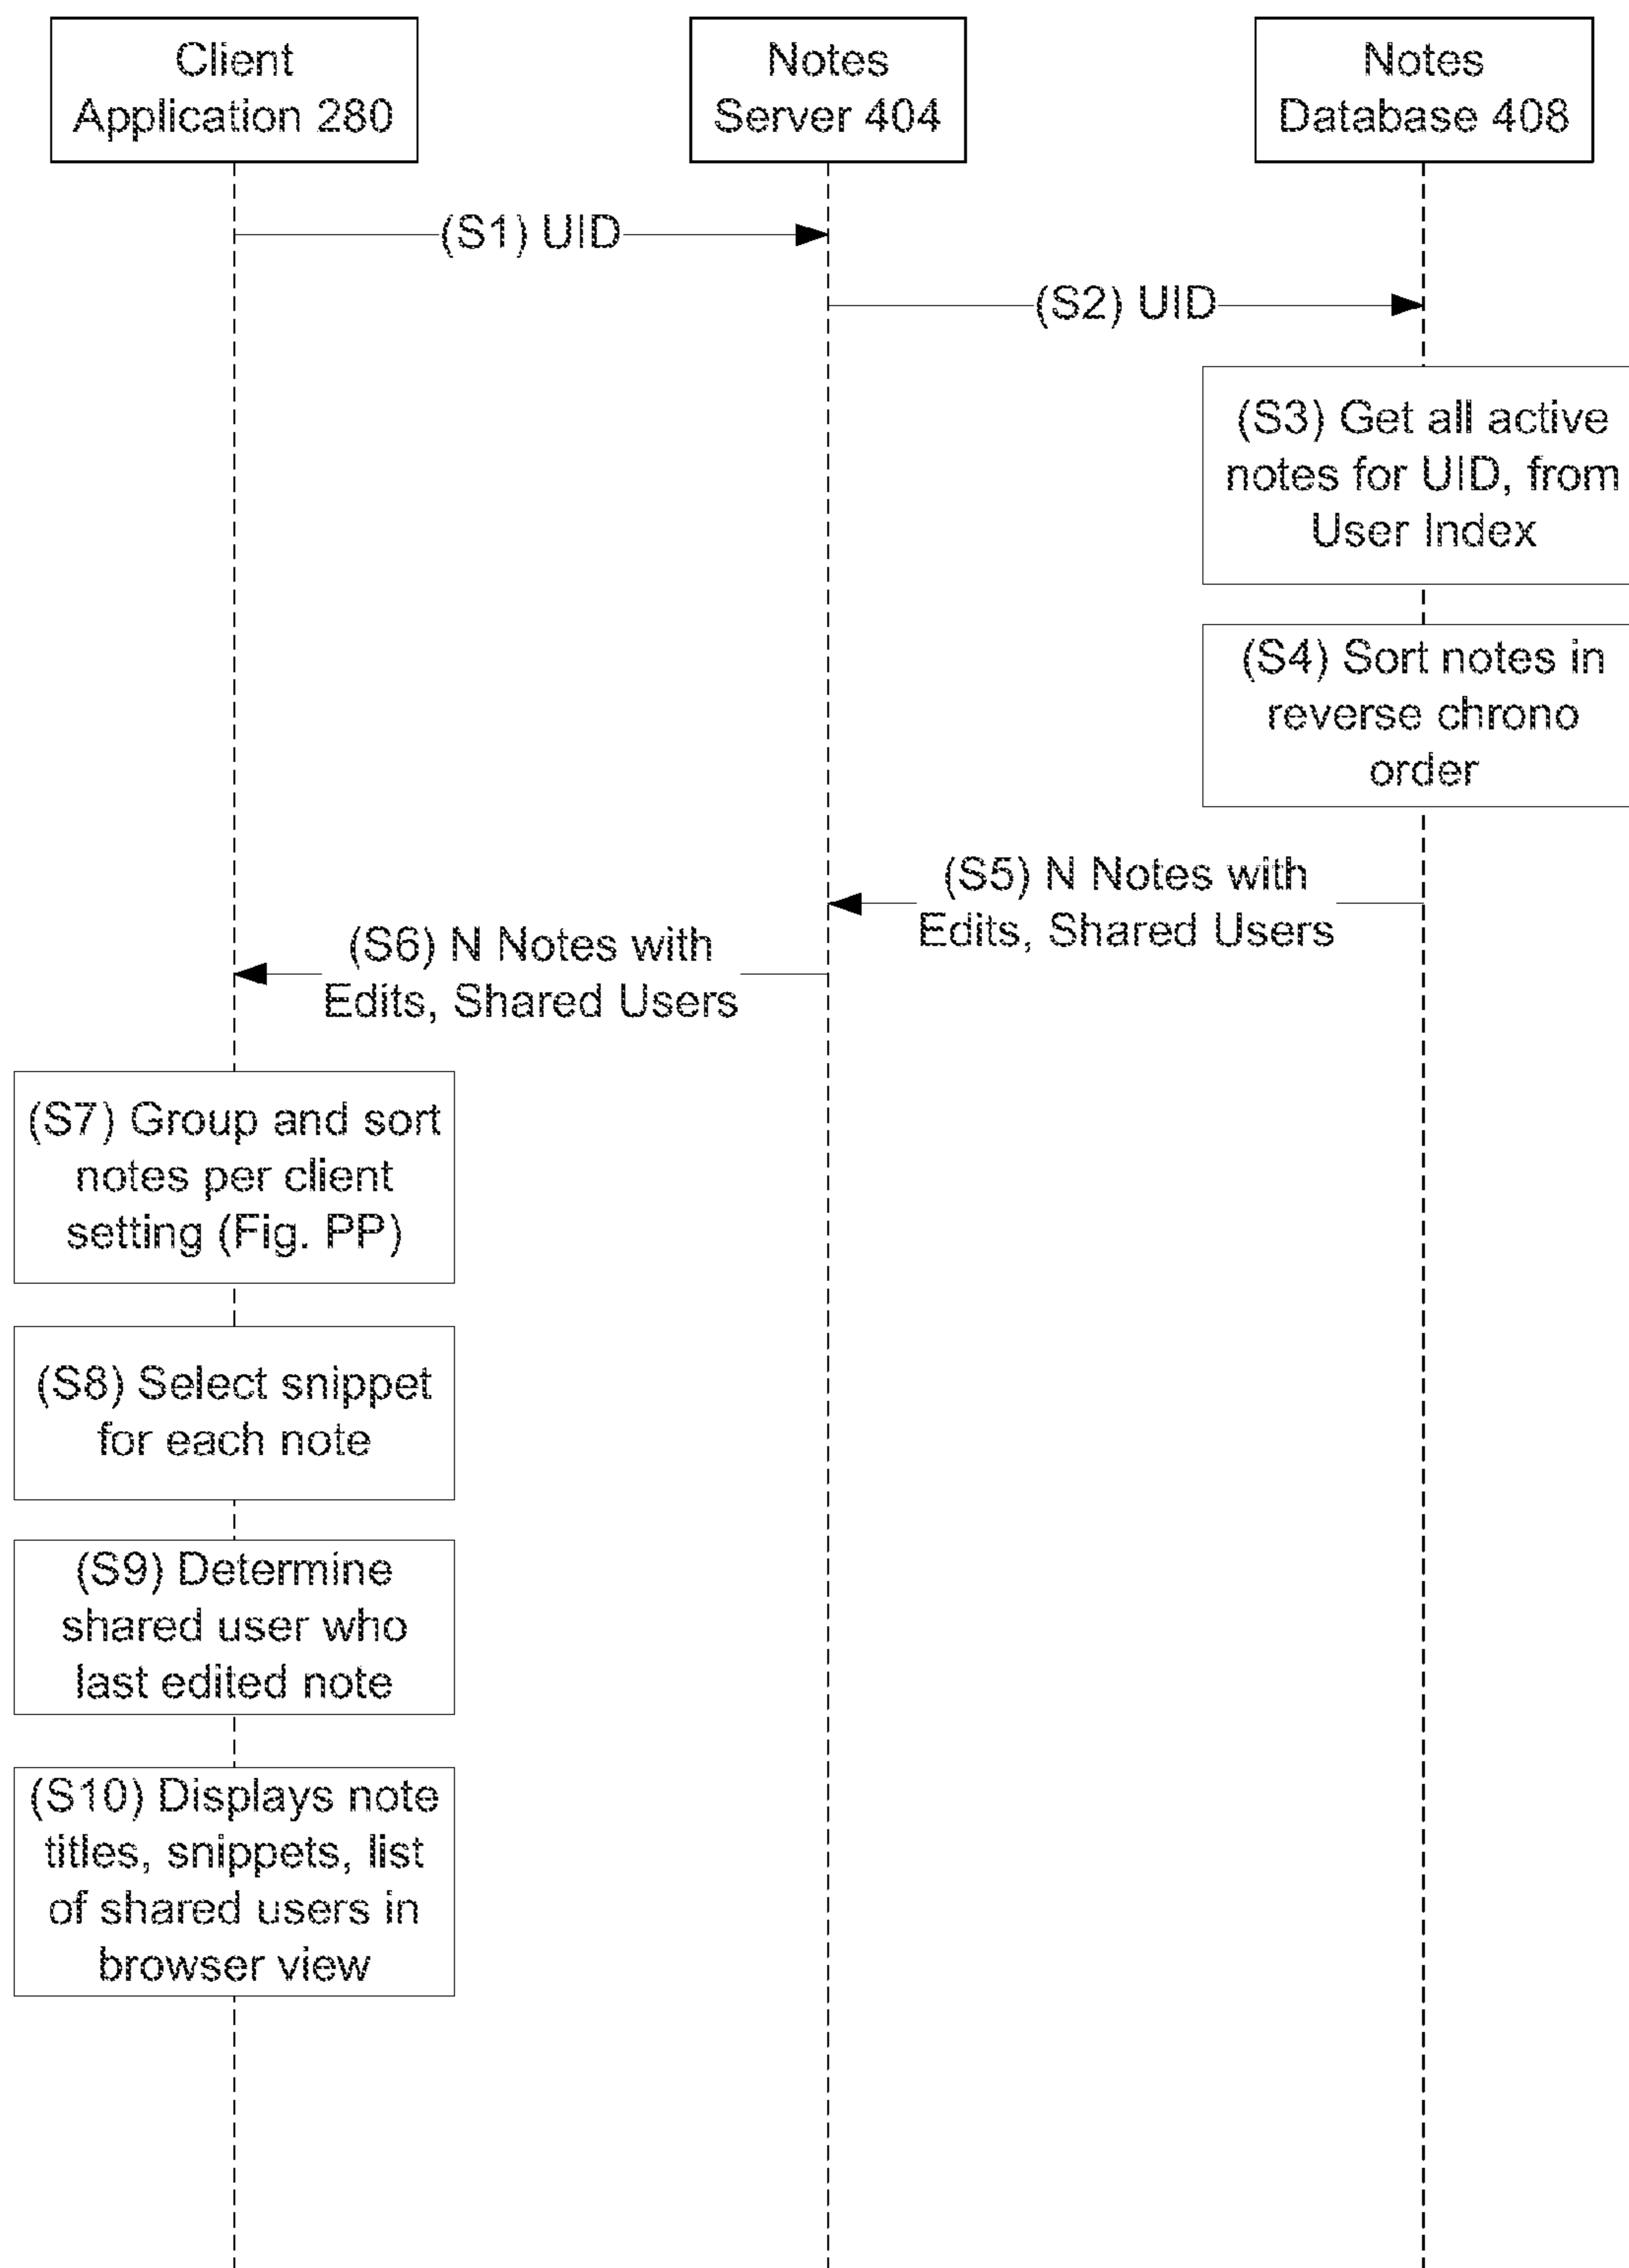 Client
Application 280
Notes
Server 404
Notes
Database 408
(S1) UID
(S2) UID
(S3) Get all active
notes for UID, from
User Index
(S4) Sort notes in
reverse chrono
order
(S5) N Notes with
Edits, Shared Users
(S6) N Notes with
Edits, Shared Users
(S7) Group and sort
notes per client
setting (Fig. PP)
(S8) Select snippet
for each note
(S9) Determine
shared user who
last edited note
(S10) Displays note
titles, snippets, list
of shared users in
browser view